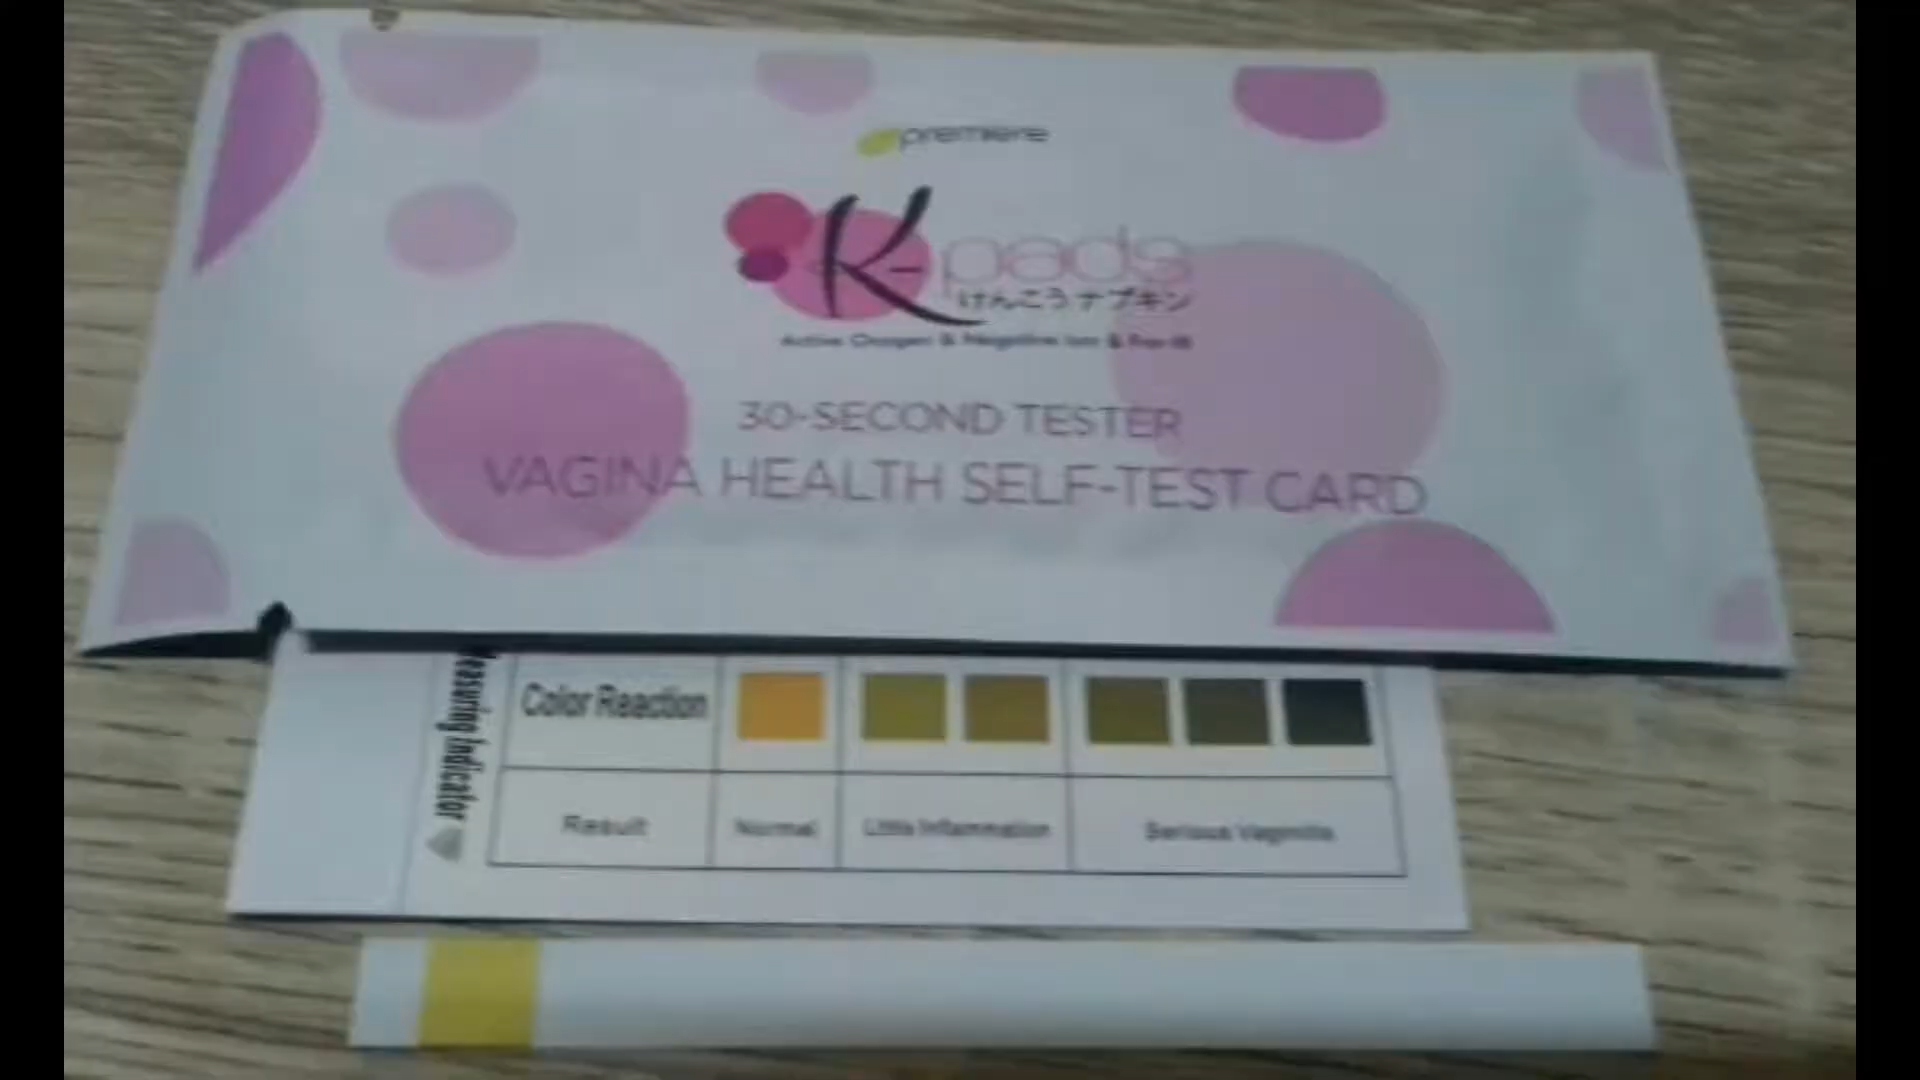 premiere
K-pads
けんこうナプキン
Active Oxygen & Negative Ion & Far-IR
30-SECOND TESTER
VAGINA HEALTH SELF-TEST CARD
Measuring Indicator
Color Reaction
Result Normal Little Inflammation Serious Vaginitis